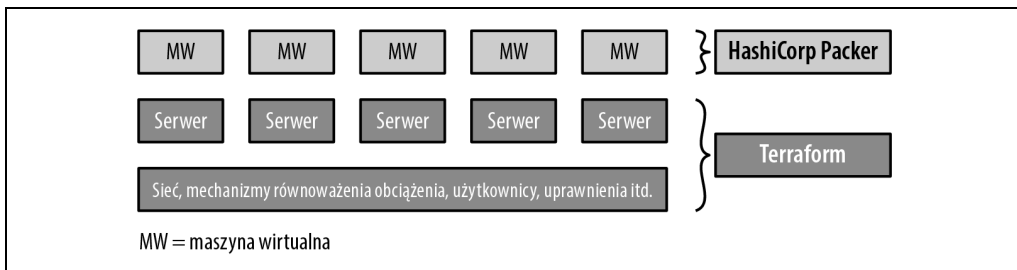 MW MW MW MW MW HashiCorp Packer
Serwer Serwer Serwer Serwer Serwer
Terraform
Sieć, mechanizmy równoważenia obciążenia, użytkownicy, uprawnienia itd.
MW = maszyna wirtualna